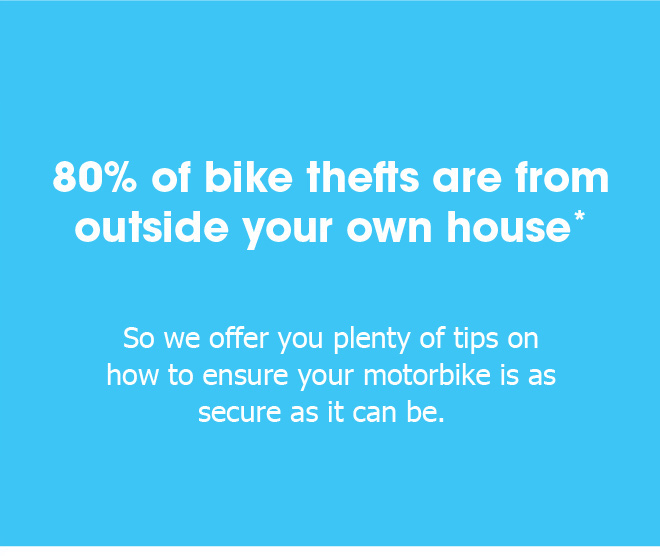 80% of bike thefts are from
outside your own house*
So we offer you plenty of tips on
how to ensure your motorbike is as
secure as it can be.